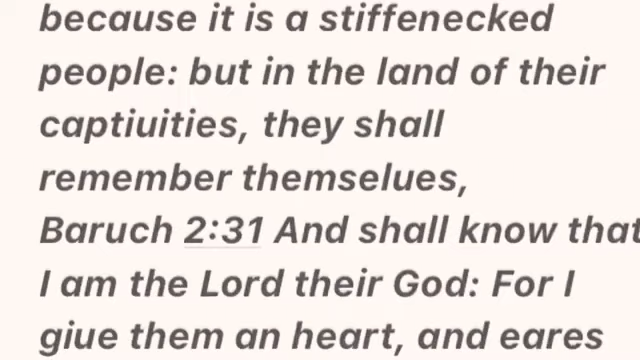 because it is a stiffenecked
people: but in the land of their
captiuities, they shall
remember themselues,
Baruch 2:31 And shall know that
I am the Lord their God: For I
giue them an heart, and eares